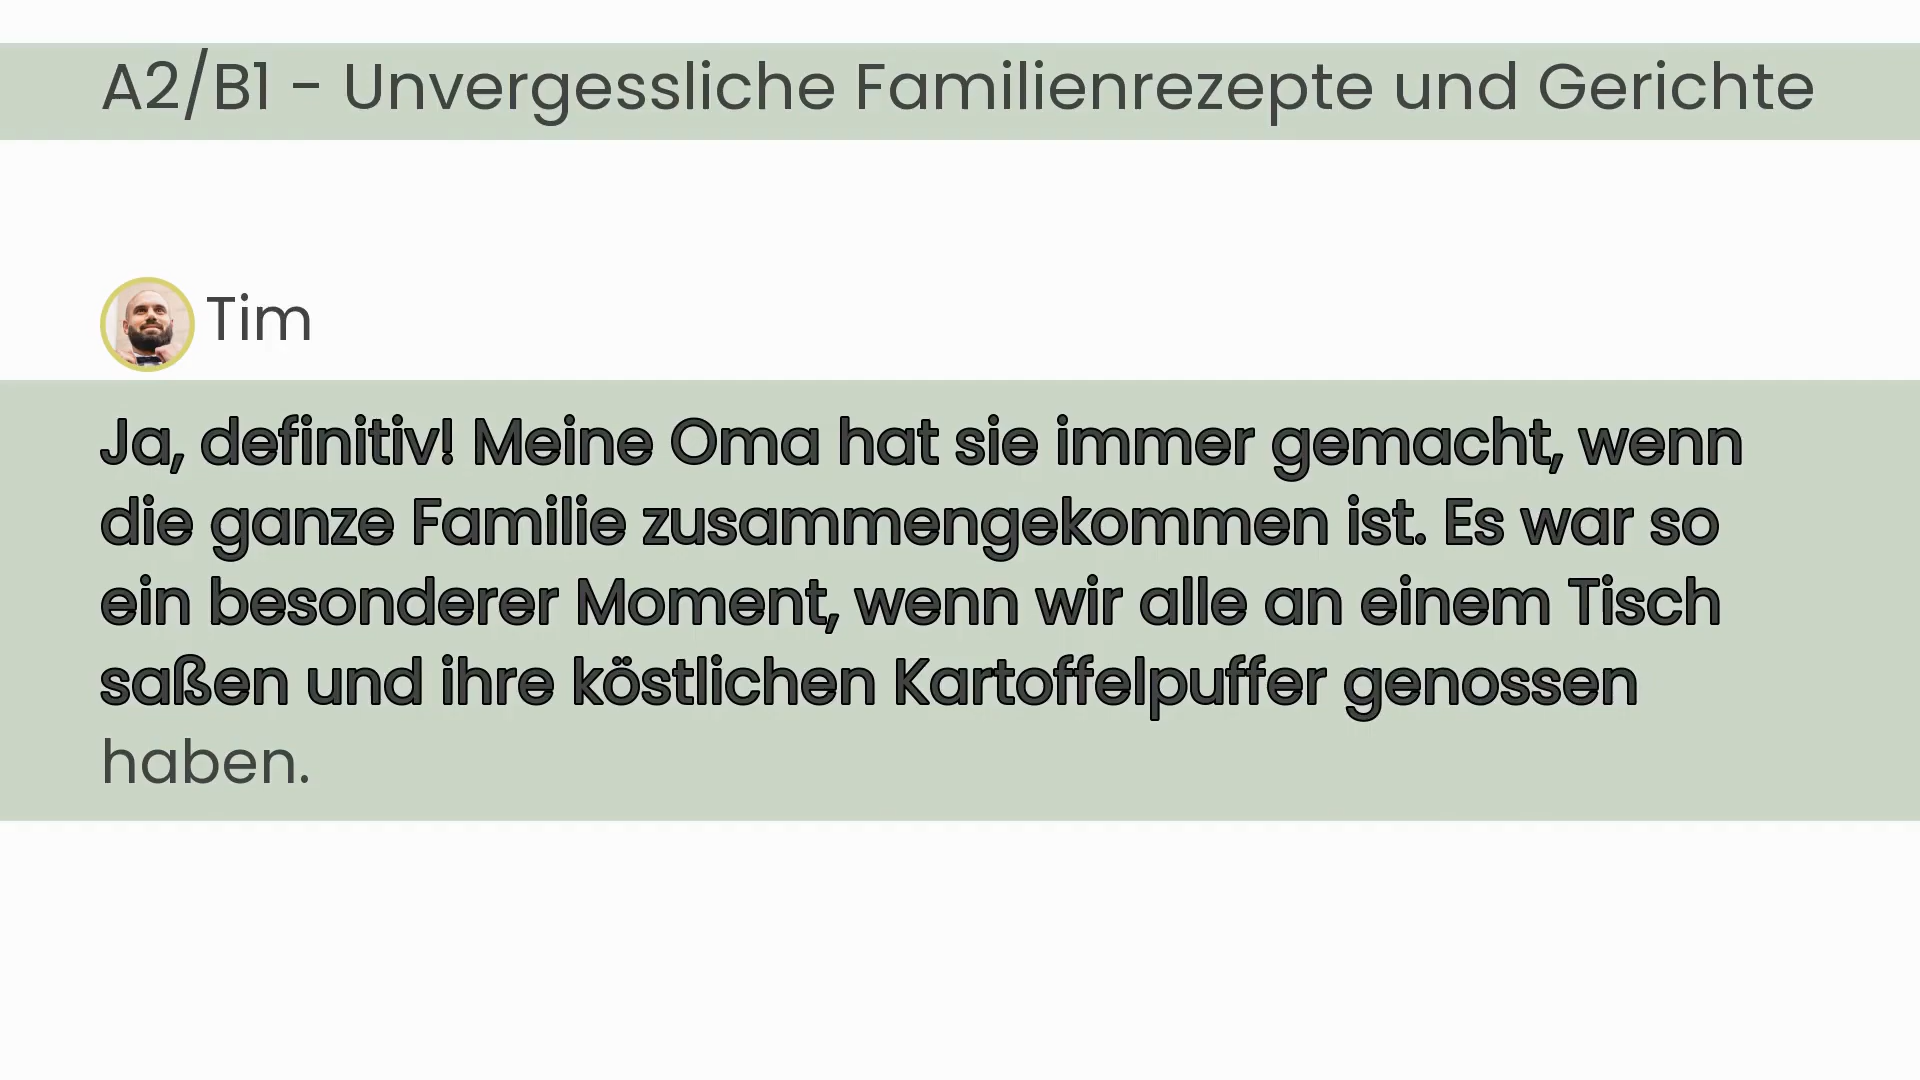 A2/B1 - Unvergessliche Familienrezepte und Gerichte
Tim
Ja, definitiv! Meine Oma hat sie immer gemacht, wenn
die ganze Familie zusammengekommen ist. Es war so
ein besonderer Moment, wenn wir alle an einem Tisch
saßen und ihre köstlichen Kartoffelpuffer genossen
haben.